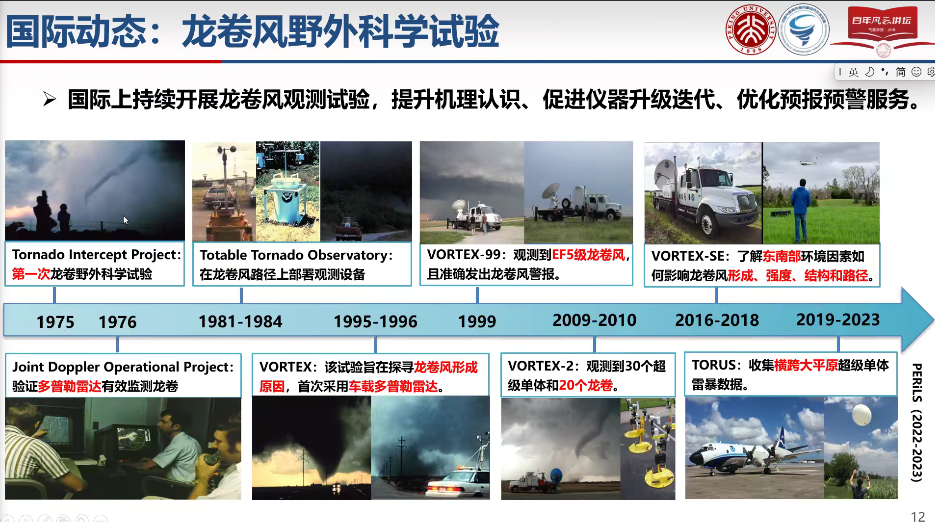 国际动态：龙卷风野外科学试验
PEKING UNIVERSITY
1898
百年风云讲坛
英
简
➢ 国际上持续开展龙卷风观测试验，提升机理认识、促进仪器升级迭代、优化预报预警服务。
Tornado Intercept Project:
第一次龙卷野外科学试验
Totable Tornado Observatory:
在龙卷风路径上部署观测设备
VORTEX-99：观测到EF5级龙卷风，
且准确发出龙卷风警报。
VORTEX-SE：了解东南部环境因素如
何影响龙卷风形成、强度、结构和路径。
1975
1976
1981-1984
1995-1996
1999
2009-2010
2016-2018
2019-2023
Joint Doppler Operational Project:
验证多普勒雷达有效监测龙卷
VORTEX：该试验旨在探寻龙卷风形成
原因，首次采用车载多普勒雷达。
VORTEX-2：观测到30个超
级单体和20个龙卷。
TORUS：收集横跨大平原超级单体
雷暴数据。
PERiLS（2022-2023）
12